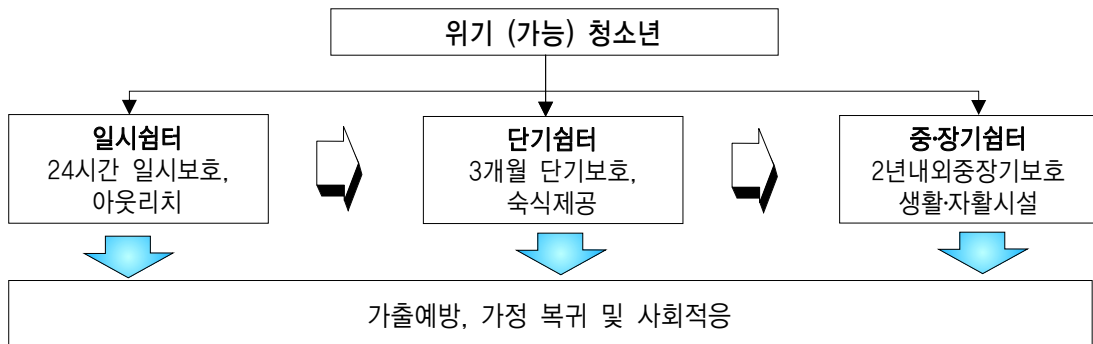 위기 (가능) 청소년
일시쉼터
24시간 일시보호,
아웃리치
단기쉼터
3개월 단기보호,
숙식제공
중·장기쉼터
2년내외중장기보호
생활·자활시설
가출예방, 가정 복귀 및 사회적응